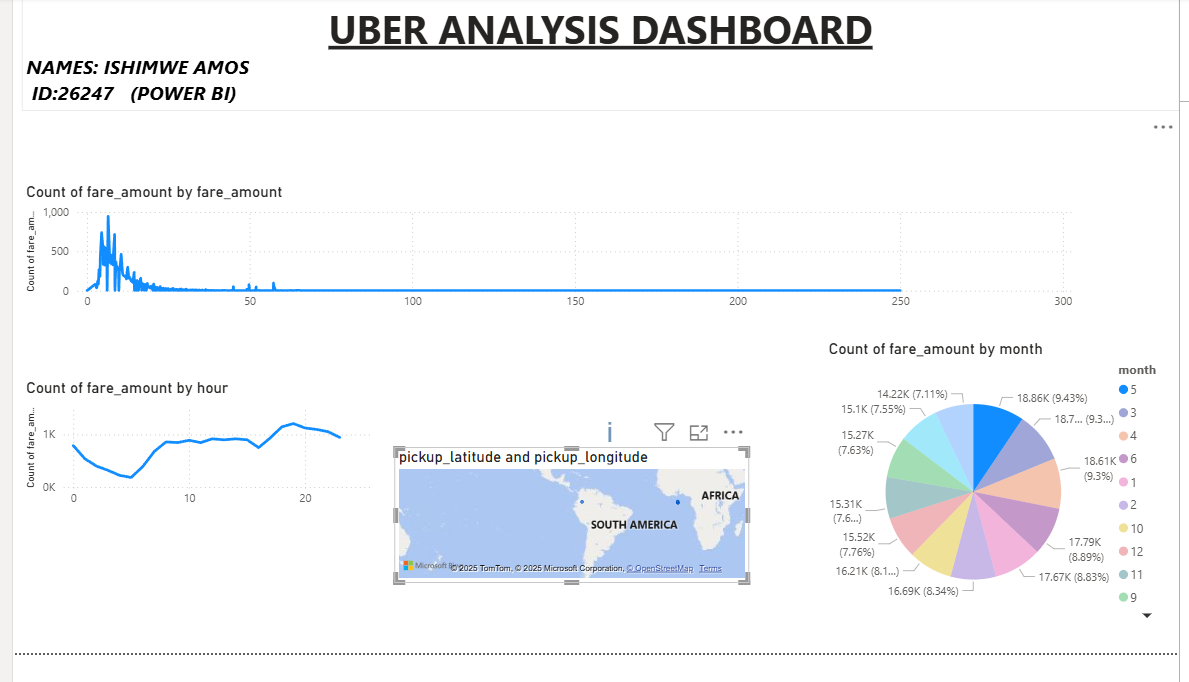 UBER ANALYSIS DASHBOARD
NAMES: ISHIMWE AMOS
ID:26247 (POWER BI)
Count of fare_amount by fare_amount
Count of fare_am...
1,000
500
0
0 50 100 150 200 250 300
Count of fare_amount by hour
Count of fare_am...
1K
0K
0 10 20
pickup_latitude and pickup_longitude
AFRICA
SOUTH AMERICA
Microsoft
© 2025 TomTom, © 2025 Microsoft Corporation, © OpenStreetMap Terms
Count of fare_amount by month
14.22K (7.11%)
18.86K (9.43%)
15.1K (7.55%)
18.7... (9.3...)
15.27K
(7.63%)
18.61K
(9.3%)
15.31K
(7.6...)
15.52K
(7.76%)
17.79K
(8.89%)
16.21K (8.1...)
17.67K (8.83%)
16.69K (8.34%)
month
5
3
4
6
1
2
10
12
11
9